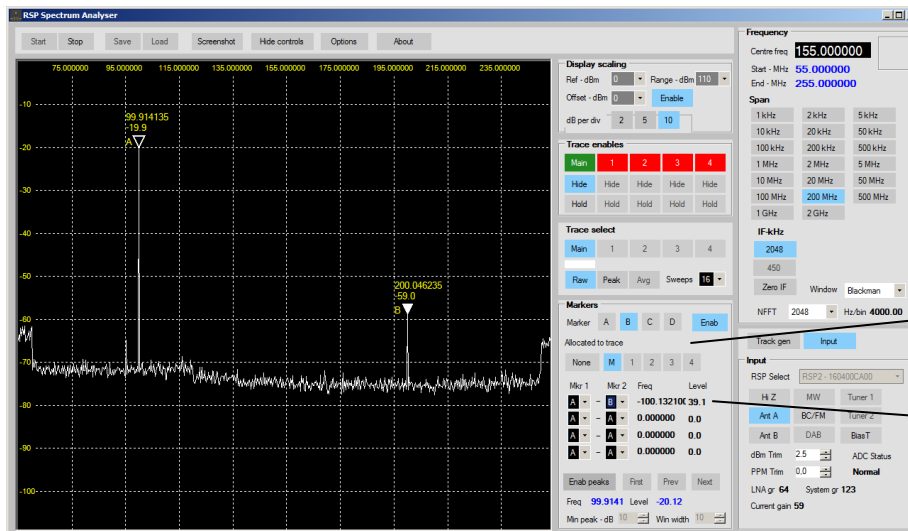 RSP Spectrum Analyser
Start Stop Save Load Screenshot Hide controls Options About
75.000000 95.000000 115.000000 135.000000 155.000000 175.000000 195.000000 215.000000 235.000000
-10
-20
-30
-40
-50
-60
-70
-80
-90
-100
99.914135
-19.9
A
200.046235
-59.0
B
Display scaling
Ref - dBm 0 Range - dBm 110
Offset - dBm 0 Enable
dB per div 2 5 10
Trace enables
Main 1 2 3 4
Hide Hide Hide Hide Hide
Hold Hold Hold Hold Hold
Trace select
Main 1 2 3 4
Raw Peak Avg Sweeps 16
Markers
Marker A B C D Enab
Allocated to trace
None M 1 2 3 4
Mkr 1 Mkr 2 Freq Level
A - B -100.132100 39.1
A - A 0.000000 0.0
A - A 0.000000 0.0
A - A 0.000000 0.0
Enab peaks First Prev Next
Freq 99.9141 Level -20.12
Min peak - dB 10 Win width 10
Frequency
Centre freq 155.000000
Start - MHz 55.000000
End - MHz 255.000000
Span
1 kHz 2 kHz 5 kHz
10 kHz 20 kHz 50 kHz
100 kHz 200 kHz 500 kHz
1 MHz 2 MHz 5 MHz
10 MHz 20 MHz 50 MHz
100 MHz 200 MHz 500 MHz
1 GHz 2 GHz
IF-kHz
2048
450
Zero IF Window Blackman
NFFT 2048 Hz/bin 4000.00
Track gen Input
Input
RSP Select RSP2 - 160400CA00
Hi Z MW Tuner 1
Ant A BC/FM Tuner 2
Ant B DAB BiasT
dBm Trim 2.5 ADC Status
PPM Trim 0.0 Normal
LNA gr 64 System gr 123
Current gain 59